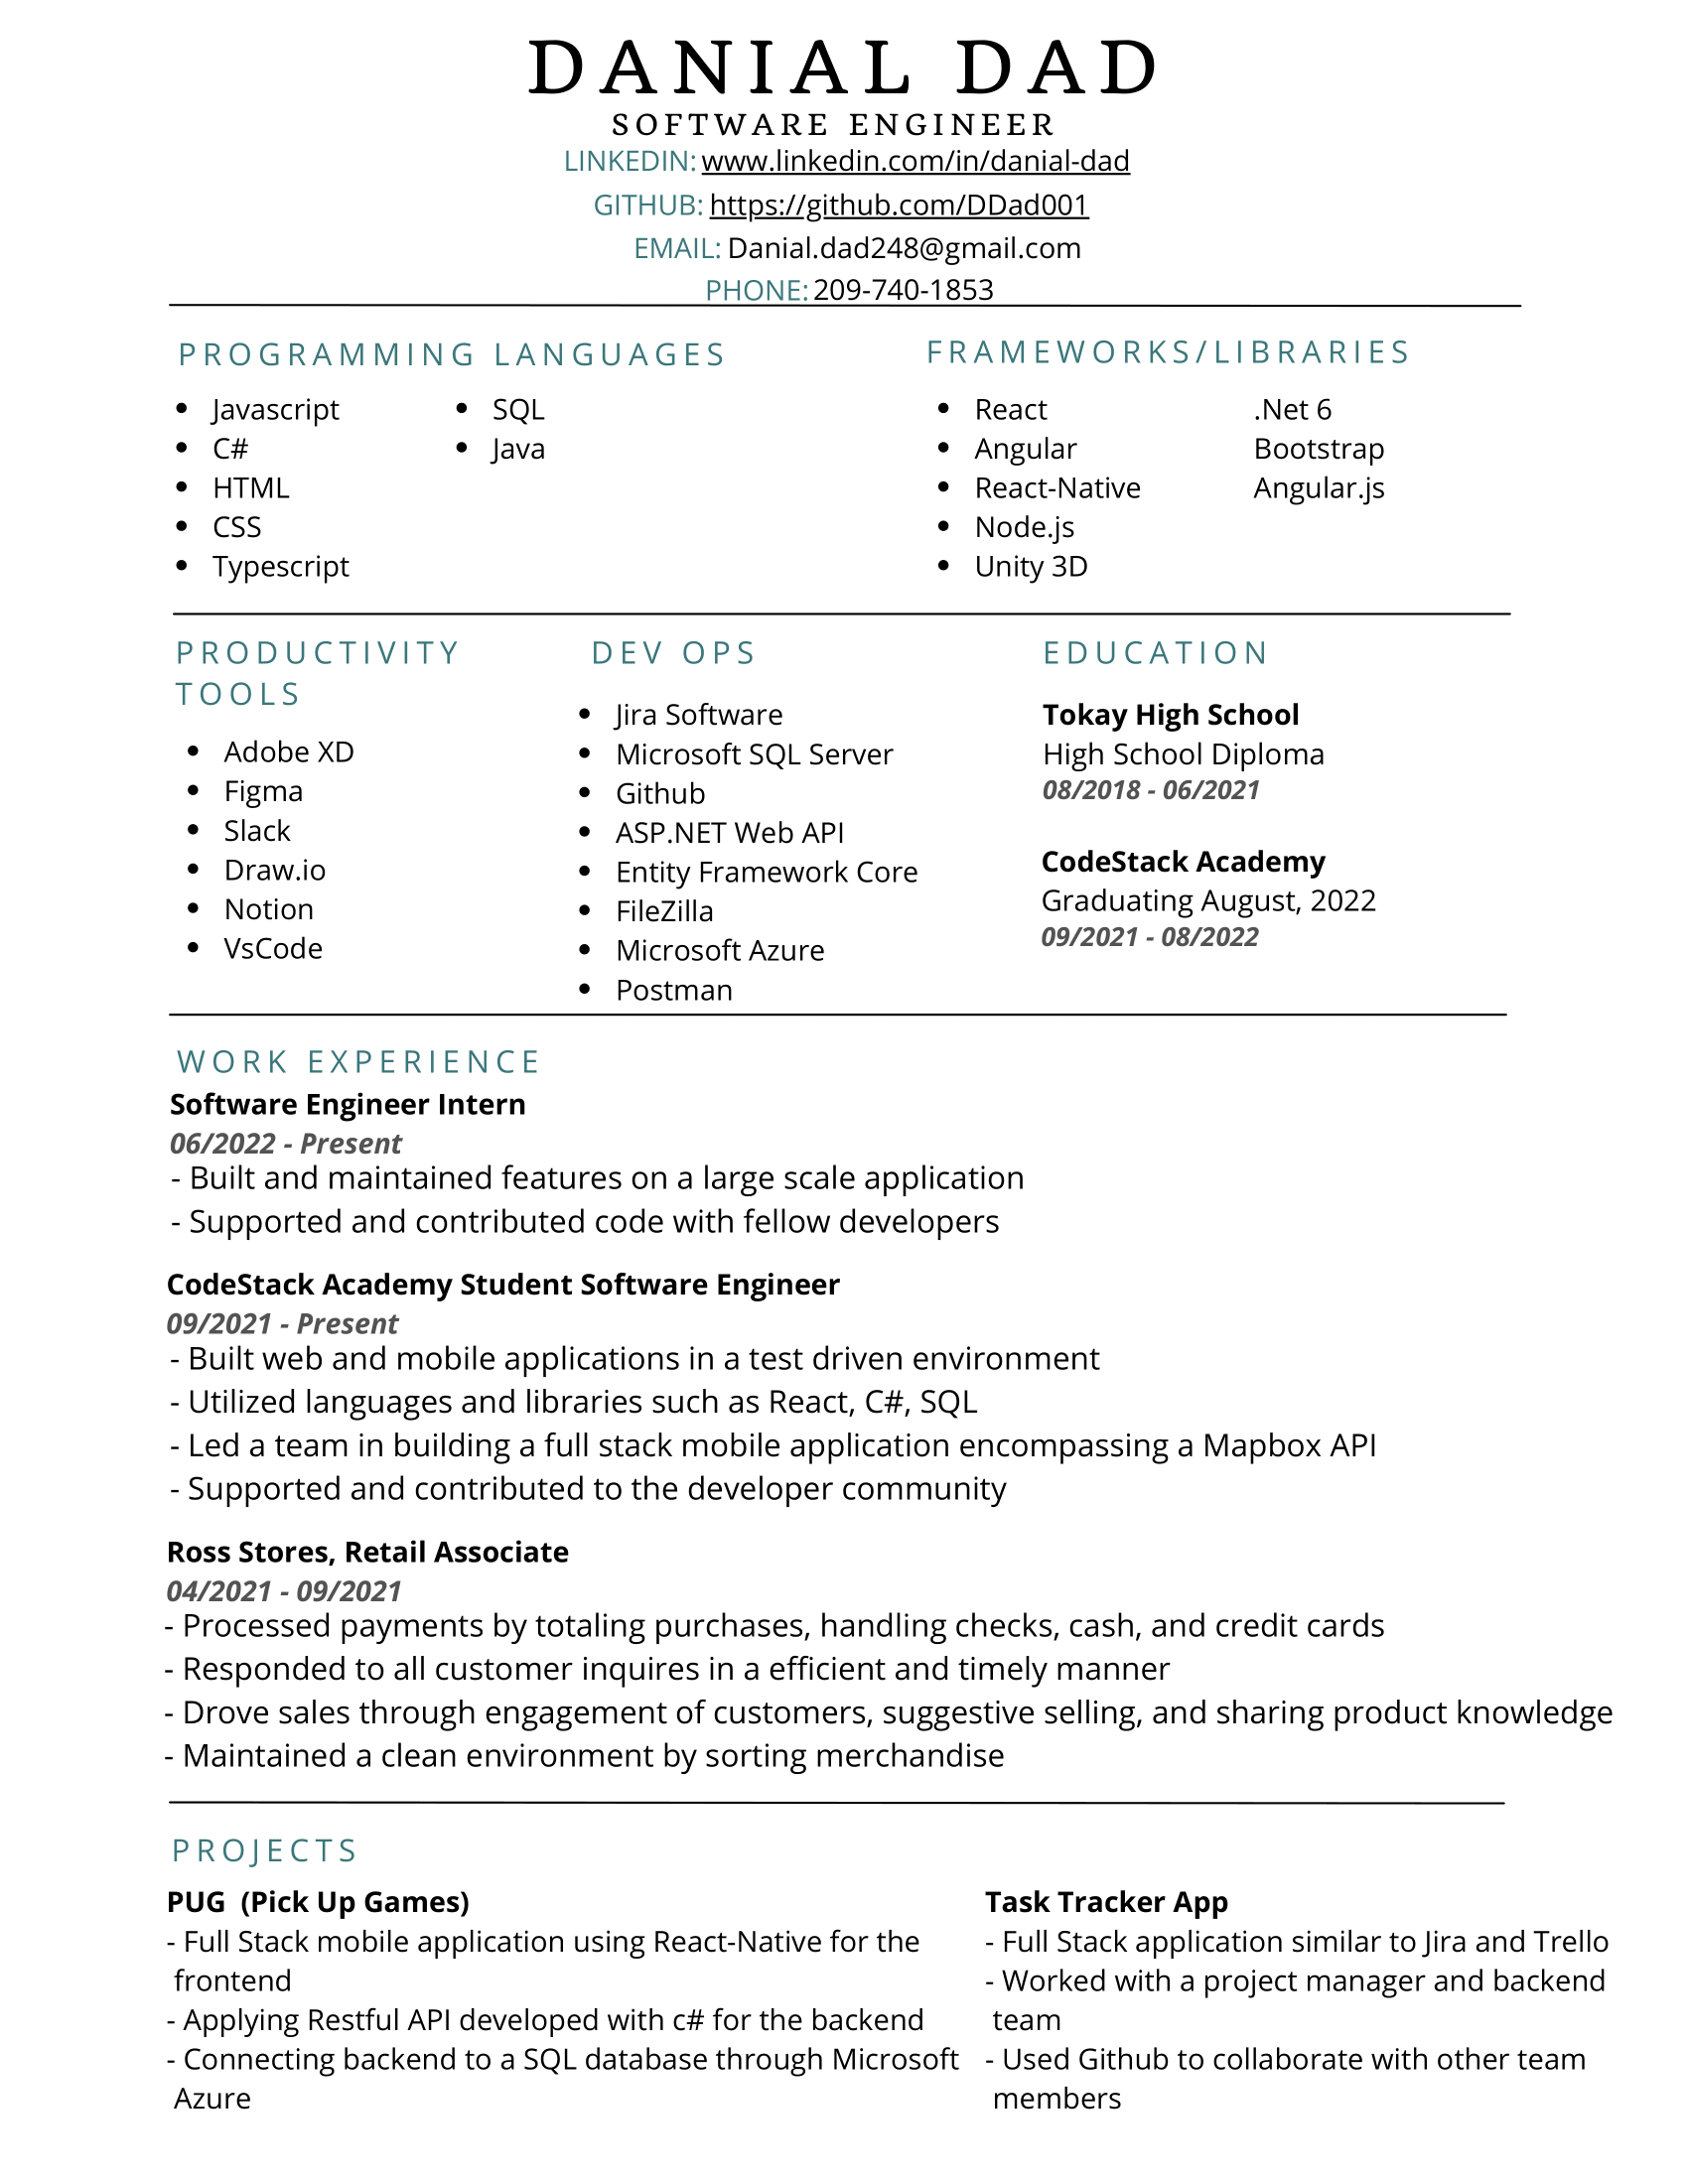 DANIAL DAD
SOFTWARE ENGINEER
LINKEDIN: www.linkedin.com/in/danial-dad
GITHUB: https://github.com/DDad001
EMAIL: Danial.dad248@gmail.com
PHONE: 209-740-1853
PROGRAMMING LANGUAGES
• Javascript
• C#
• HTML
• CSS
• Typescript
• SQL
• Java
FRAMEWORKS/LIBRARIES
• React
• Angular
• React-Native
• Node.js
• Unity 3D
.Net 6
Bootstrap
Angular.js
PRODUCTIVITY
TOOLS
• Adobe XD
• Figma
• Slack
• Draw.io
• Notion
• VsCode
DEV OPS
• Jira Software
• Microsoft SQL Server
• Github
• ASP.NET Web API
• Entity Framework Core
• FileZilla
• Microsoft Azure
• Postman
EDUCATION
Tokay High School
High School Diploma
08/2018 - 06/2021
CodeStack Academy
Graduating August, 2022
09/2021 - 08/2022
WORK EXPERIENCE
Software Engineer Intern
06/2022 - Present
- Built and maintained features on a large scale application
- Supported and contributed code with fellow developers
CodeStack Academy Student Software Engineer
09/2021 - Present
- Built web and mobile applications in a test driven environment
- Utilized languages and libraries such as React, C#, SQL
- Led a team in building a full stack mobile application encompassing a Mapbox API
- Supported and contributed to the developer community
Ross Stores, Retail Associate
04/2021 - 09/2021
- Processed payments by totaling purchases, handling checks, cash, and credit cards
- Responded to all customer inquires in a efficient and timely manner
- Drove sales through engagement of customers, suggestive selling, and sharing product knowledge
- Maintained a clean environment by sorting merchandise
PROJECTS
PUG (Pick Up Games)
- Full Stack mobile application using React-Native for the
frontend
- Applying Restful API developed with c# for the backend
- Connecting backend to a SQL database through Microsoft
Azure
Task Tracker App
- Full Stack application similar to Jira and Trello
- Worked with a project manager and backend
team
- Used Github to collaborate with other team
members